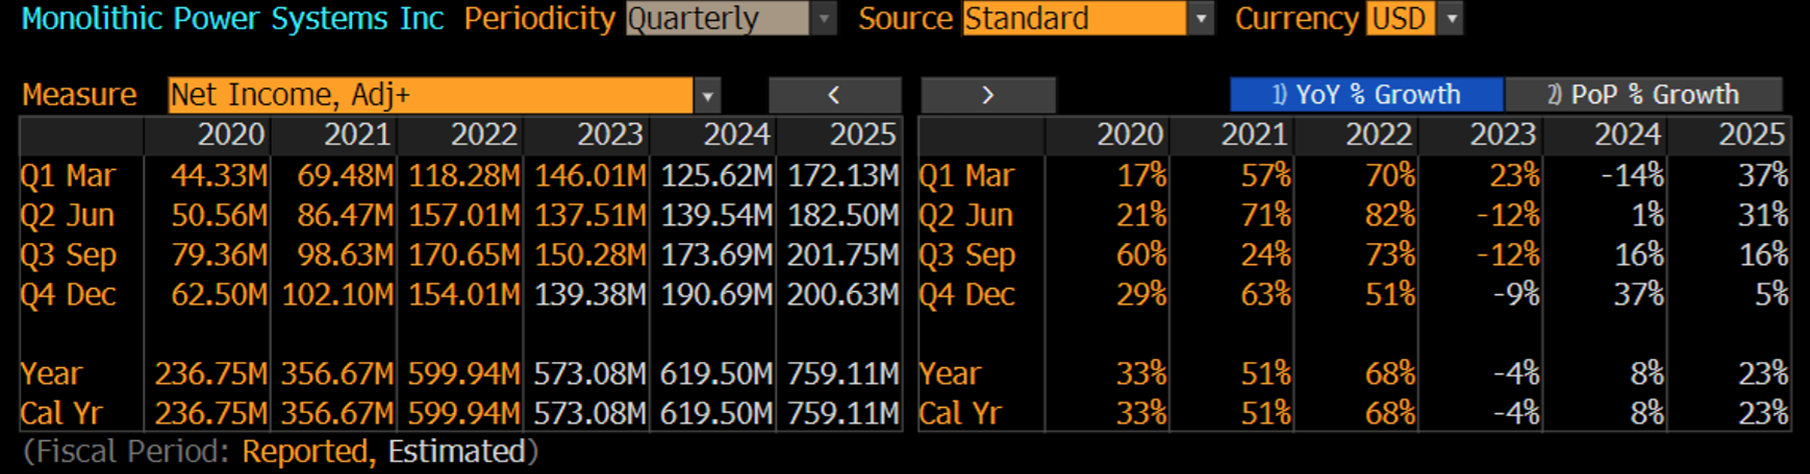 Monolithic Power Systems Inc Periodicity Quarterly Source Standard Currency USD
Measure Net Income, Adj+ < > 1) YoY % Growth 2) PoP % Growth
2020 2021 2022 2023 2024 2025 2020 2021 2022 2023 2024 2025
Q1 Mar 44.33M 69.48M 118.28M 146.01M 125.62M 172.13M Q1 Mar 17% 57% 70% 23% -14% 37%
Q2 Jun 50.56M 86.47M 157.01M 137.51M 139.54M 182.50M Q2 Jun 21% 71% 82% -12% 1% 31%
Q3 Sep 79.36M 98.63M 170.65M 150.28M 173.69M 201.75M Q3 Sep 60% 24% 73% -12% 16% 16%
Q4 Dec 62.50M 102.10M 154.01M 139.38M 190.69M 200.63M Q4 Dec 29% 63% 51% -9% 37% 5%
Year 236.75M 356.67M 599.94M 573.08M 619.50M 759.11M Year 33% 51% 68% -4% 8% 23%
Cal Yr 236.75M 356.67M 599.94M 573.08M 619.50M 759.11M Cal Yr 33% 51% 68% -4% 8% 23%
(Fiscal Period: Reported, Estimated)